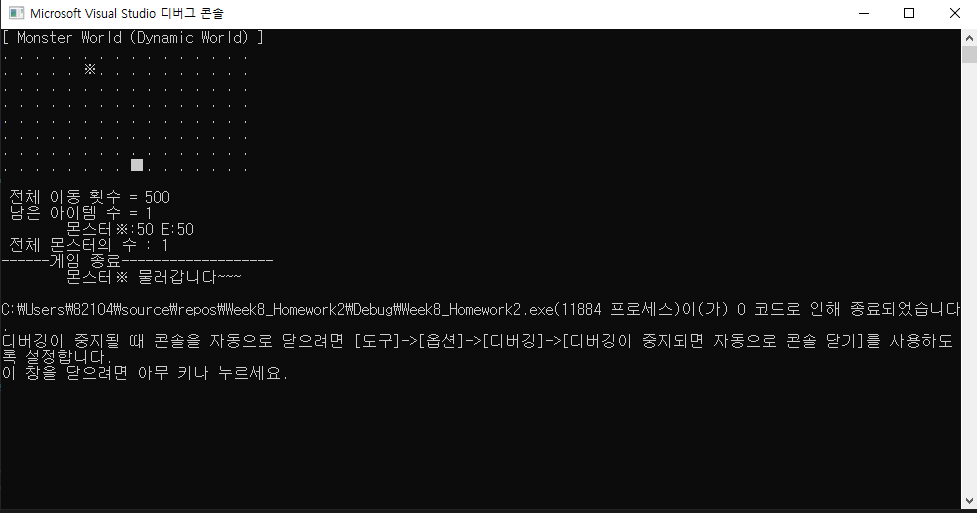 Microsoft Visual Studio 디버그 콘솔
[ Monster World (Dynamic World) ]
. . . . . . . . . . . . . . . .
. . . . . ※. . . . . . . . . .
. . . . . . . . . . . . . . . .
. . . . . . . . . . . . . . . .
. . . . . . . . . . . . . . . .
. . . . . . . . . . . . . . . .
. . . . . . . . . . . . . . . .
. . . . . . . . ■. . . . . . .
전체 이동 횟수 = 500
남은 아이템 수 = 1
몬스터※:50 E:50
전체 몬스터의 수 : 1
------게임 종료-------------------
몬스터※ 물러갑니다~~~
C:₩Users₩82104₩source₩repos₩Week8_Homework2₩Debug₩Week8_Homework2.exe(11884 프로세스)이(가) 0 코드로 인해 종료되었습니다
.
디버깅이 중지될 때 콘솔을 자동으로 닫으려면 [도구]->[옵션]->[디버깅]->[디버깅이 중지되면 자동으로 콘솔 닫기]를 사용하도
록 설정합니다.
이 창을 닫으려면 아무 키나 누르세요.